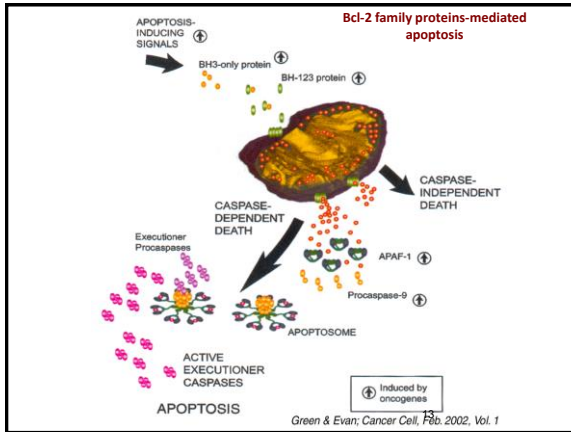 Bcl-2 family proteins-mediated
apoptosis
APOPTOSIS-
INDUCING
SIGNALS
BH3-only protein
BH-123 protein
CASPASE-
INDEPENDENT
DEATH
CASPASE-
DEPENDENT
DEATH
Executioner
Procaspases
APAF-1
Procaspase-9
APOPTOSOME
ACTIVE
EXECUTIONER
CASPASES
APOPTOSIS
Induced by
oncogenes
13
Green & Evan; Cancer Cell, Feb. 2002, Vol. 1